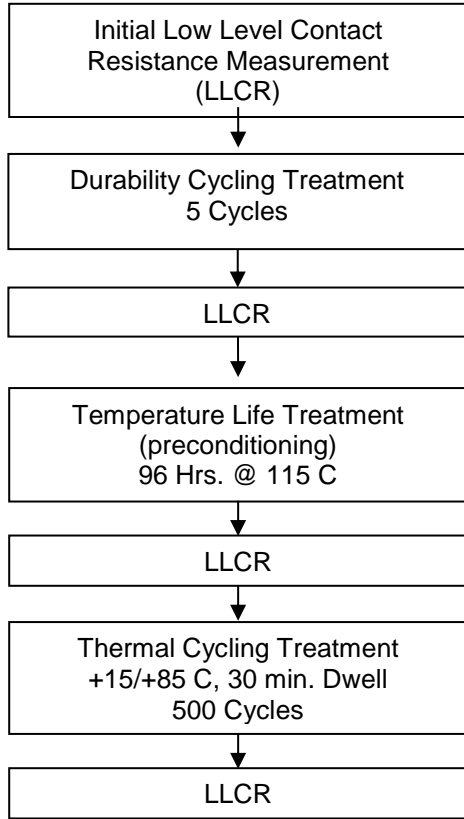 Initial Low Level Contact
Resistance Measurement
(LLCR)
Durability Cycling Treatment
5 Cycles
LLCR
Temperature Life Treatment
(preconditioning)
96 Hrs. @ 115 C
LLCR
Thermal Cycling Treatment
+15/+85 C, 30 min. Dwell
500 Cycles
LLCR